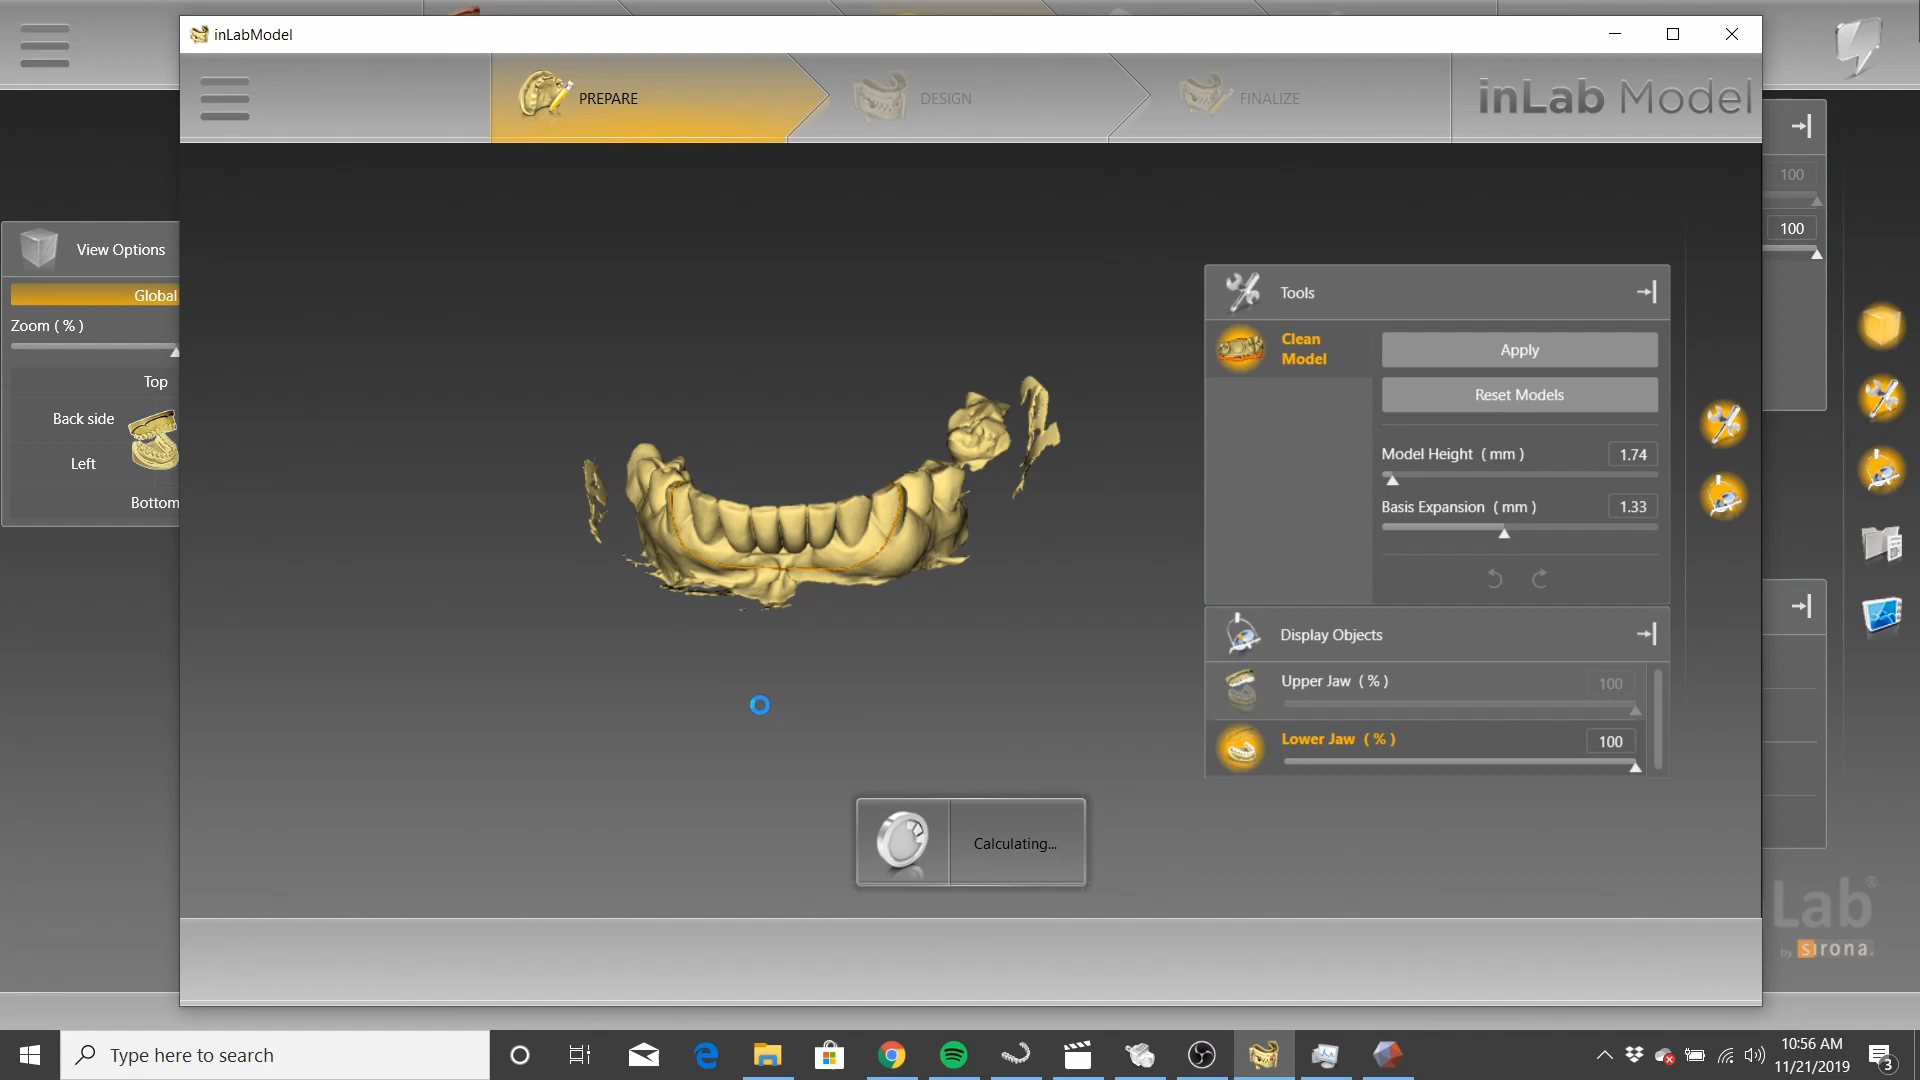 inLabModel
PREPARE
DESIGN
FINALIZE
inLab Model
100
100
View Options
Global
Zoom ( % )
Top
Back side
Left
Bottom
Tools
Clean
Model
Apply
Reset Models
Model Height ( mm )
1.74
Basis Expansion ( mm )
1.33
Display Objects
Upper Jaw ( % )
100
Lower Jaw ( % )
100
Calculating...
Lab®
by sirona.
Type here to search
10:56 AM
11/21/2019
3